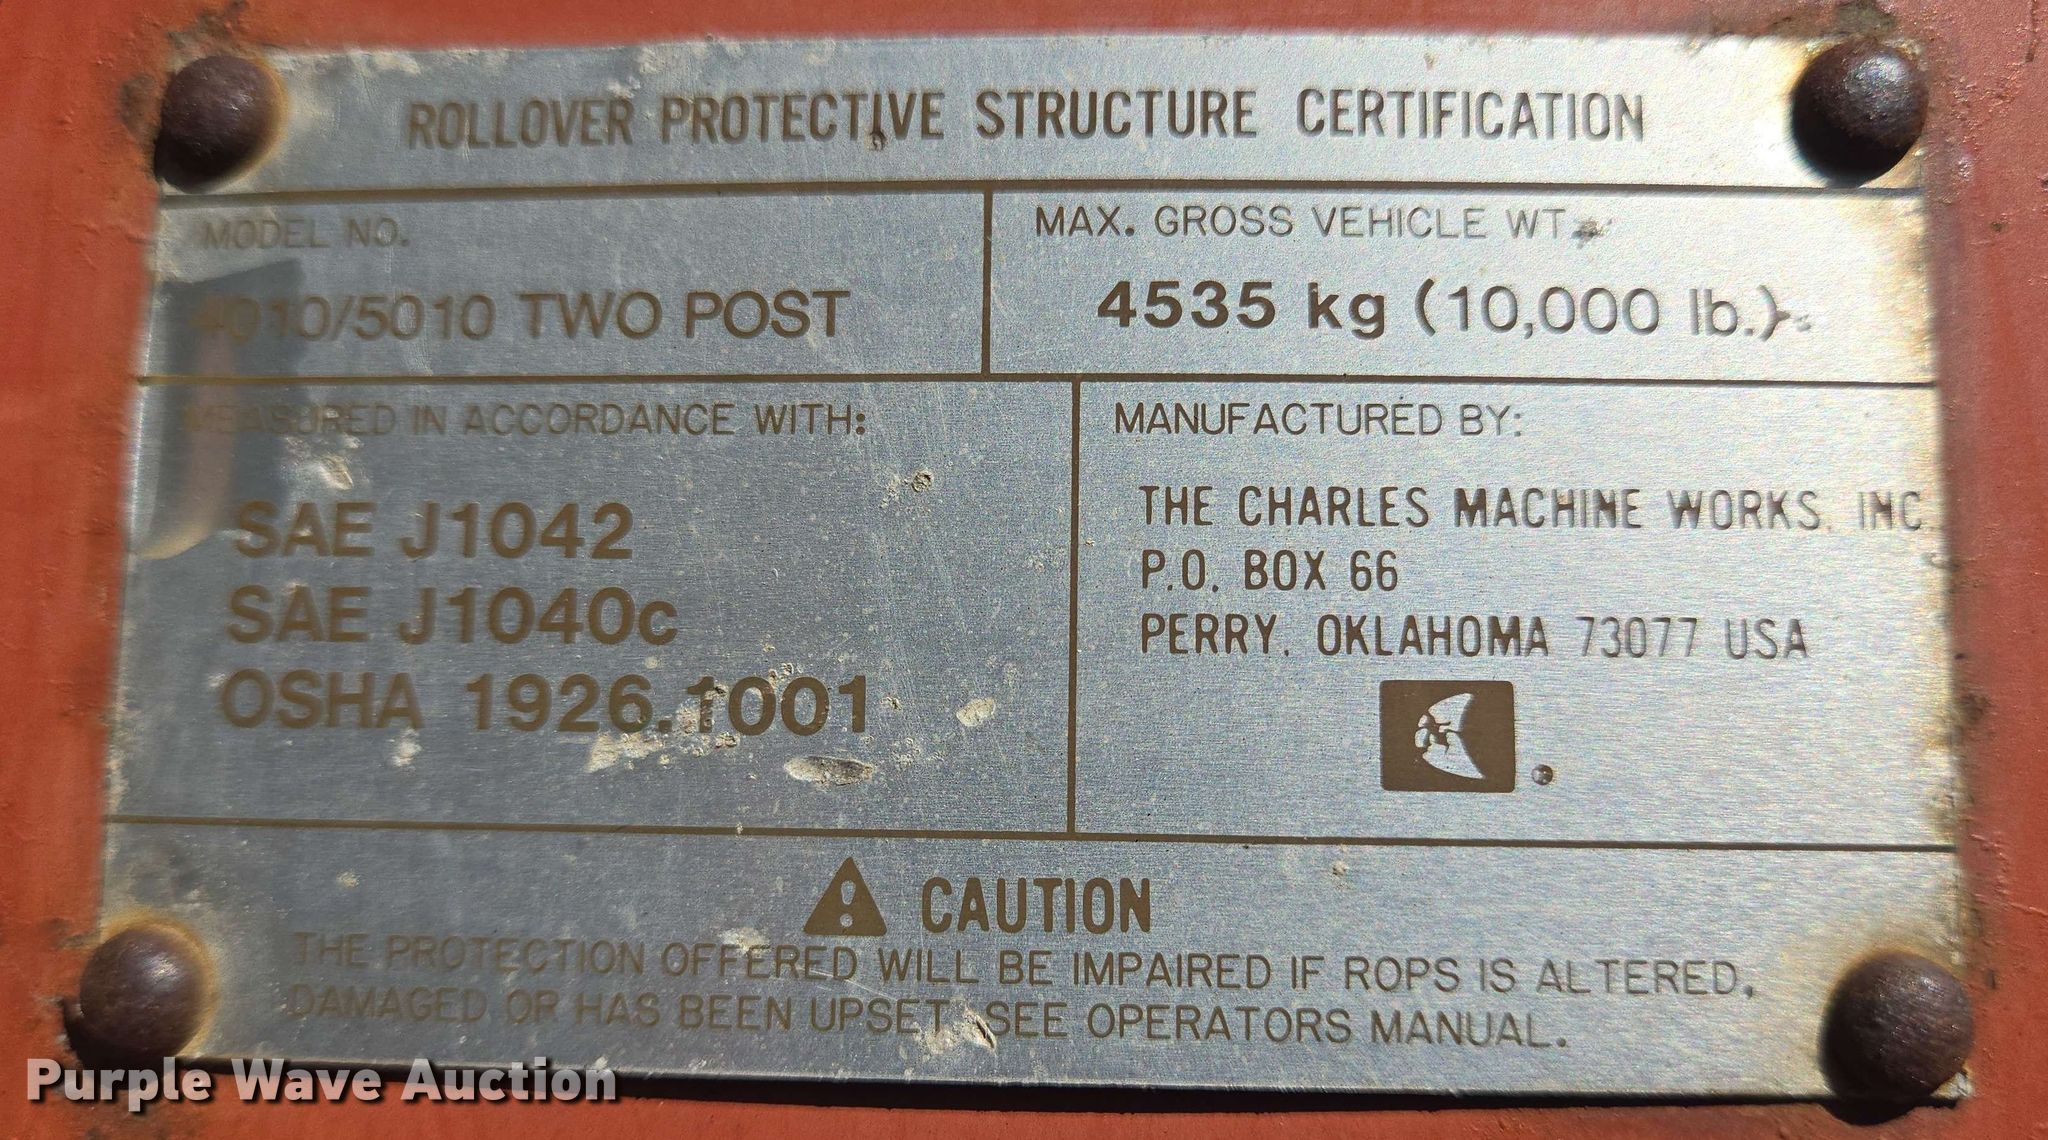 ROLLOVER PROTECTIVE STRUCTURE CERTIFICATION
MODEL NO.
4010/5010 TWO POST
MAX. GROSS VEHICLE WT.
4535 kg (10,000 lb.)
MEASURED IN ACCORDANCE WITH:
SAE J1042
SAE J1040c
OSHA 1926.1001
MANUFACTURED BY:
THE CHARLES MACHINE WORKS, INC.
P.O. BOX 66
PERRY, OKLAHOMA 73077 USA
CAUTION
THE PROTECTION OFFERED WILL BE IMPAIRED IF ROPS IS ALTERED,
DAMAGED OR HAS BEEN UPSET. SEE OPERATORS MANUAL.
Purple Wave Auction